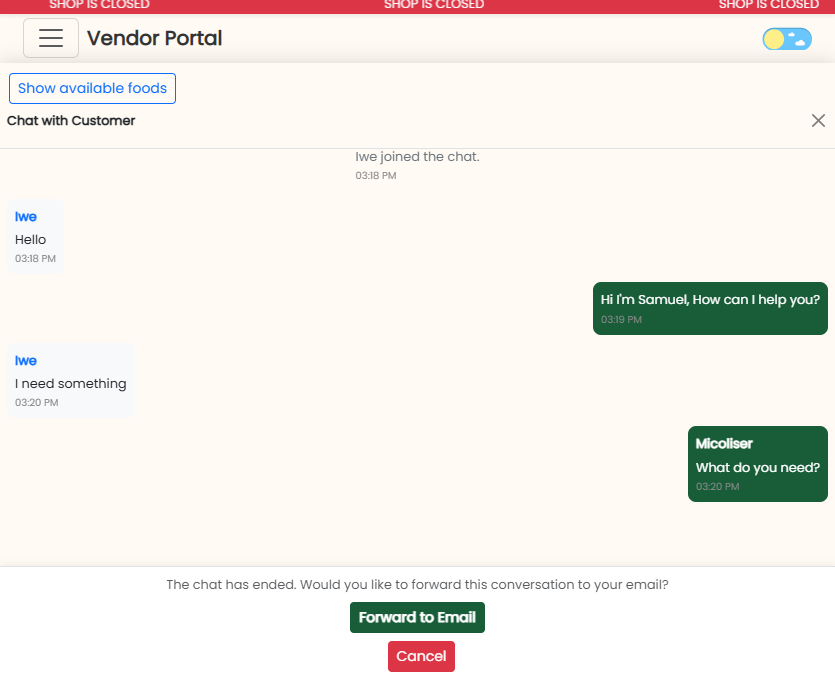 SHOP IS CLOSED SHOP IS CLOSED SHOP IS CLOSED
Vendor Portal
Show available foods
Chat with Customer
Iwe joined the chat.
03:18 PM
Iwe
Hello
03:18 PM
Hi I'm Samuel, How can I help you?
03:19 PM
Iwe
I need something
03:20 PM
Micoliser
What do you need?
03:20 PM
The chat has ended. Would you like to forward this conversation to your email?
Forward to Email
Cancel